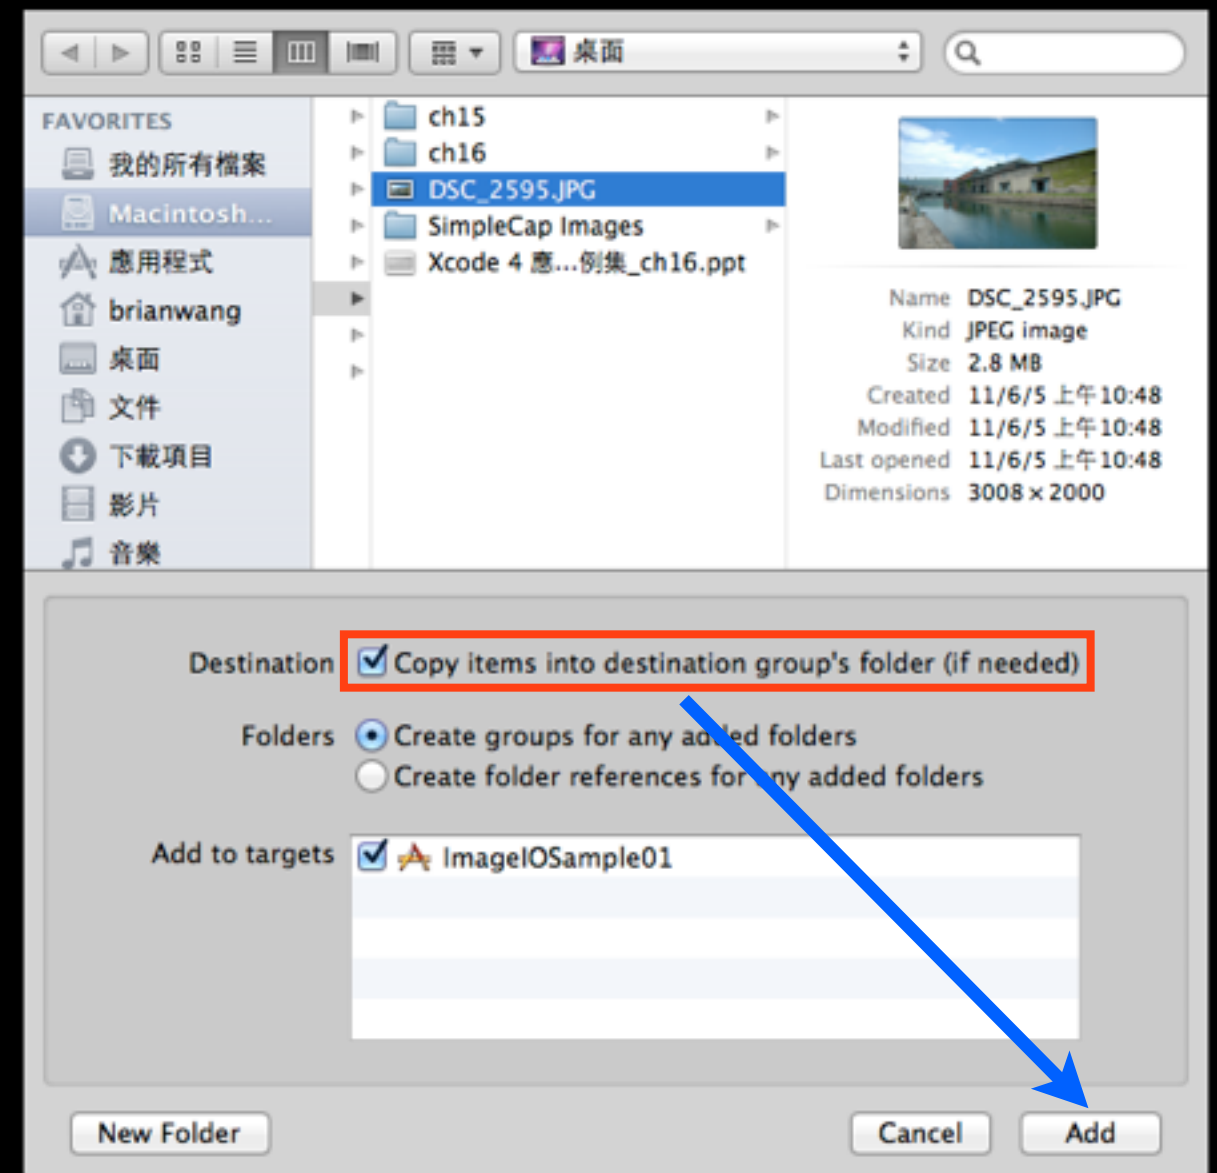 桌面
FAVORITES
我的所有檔案
Macintosh...
應用程式
brianwang
桌面
文件
下載項目
影片
音樂
ch15
ch16
DSC_2595.JPG
SimpleCap Images
Xcode 4 應...例集_ch16.ppt
Name DSC_2595.JPG
Kind JPEG image
Size 2.8 MB
Created 11/6/5 上午10:48
Modified 11/6/5 上午10:48
Last opened 11/6/5 上午10:48
Dimensions 3008 × 2000
Destination Copy items into destination group's folder (if needed)
Folders Create groups for any added folders
Create folder references for any added folders
Add to targets ImageIOSample01
New Folder Cancel Add